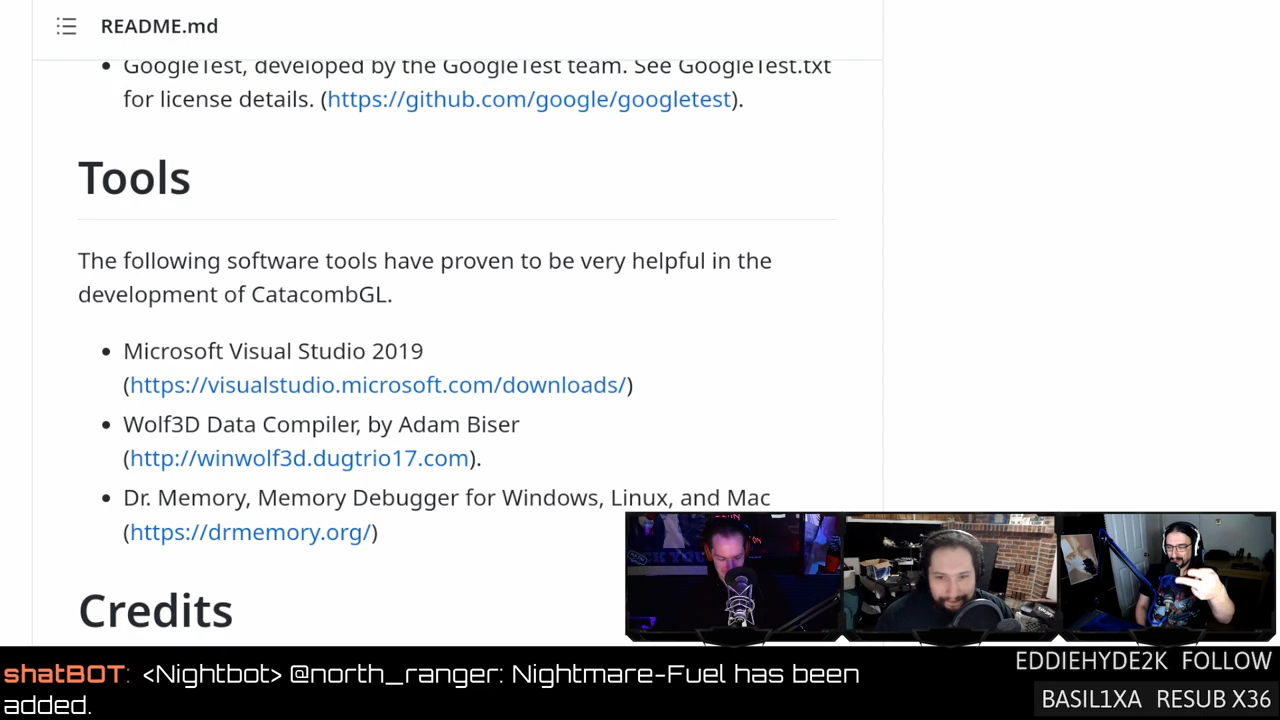 README.md
GoogleTest, developed by the GoogleTest team. See GoogleTest.txt
for license details. (https://github.com/google/googletest).
Tools
The following software tools have proven to be very helpful in the
development of CatacombGL.
Microsoft Visual Studio 2019
(https://visualstudio.microsoft.com/downloads/)
Wolf3D Data Compiler, by Adam Biser
(http://winwolf3d.dugtrio17.com).
Dr. Memory, Memory Debugger for Windows, Linux, and Mac
(https://drmemory.org/)
Credits
shatBOT: <Nightbot> @north_ranger: Nightmare-Fuel has been
added.
EDDIEHYDE2K FOLLOW
BASIL1XA RESUB X36